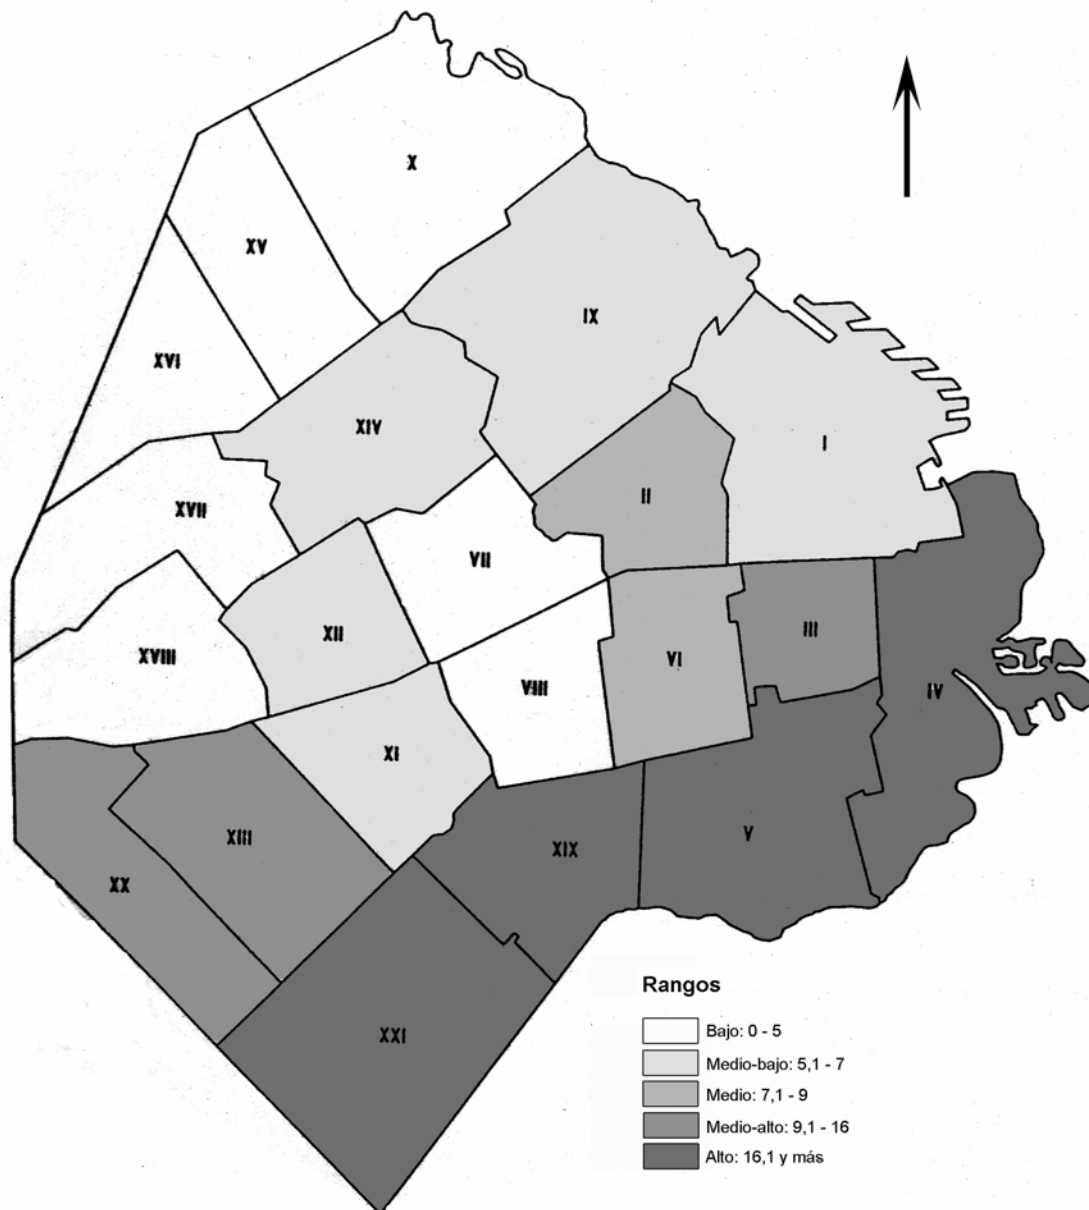 X
XV
IX
XVI
XIV
I
II
XVII
VII
XII
III
XVIII
VI
VIII
IV
XI
V
XIII
XIX
XX
XXI
Rangos
Bajo: 0 - 5
Medio-bajo: 5,1 - 7
Medio: 7,1 - 9
Medio-alto: 9,1 - 16
Alto: 16,1 y más